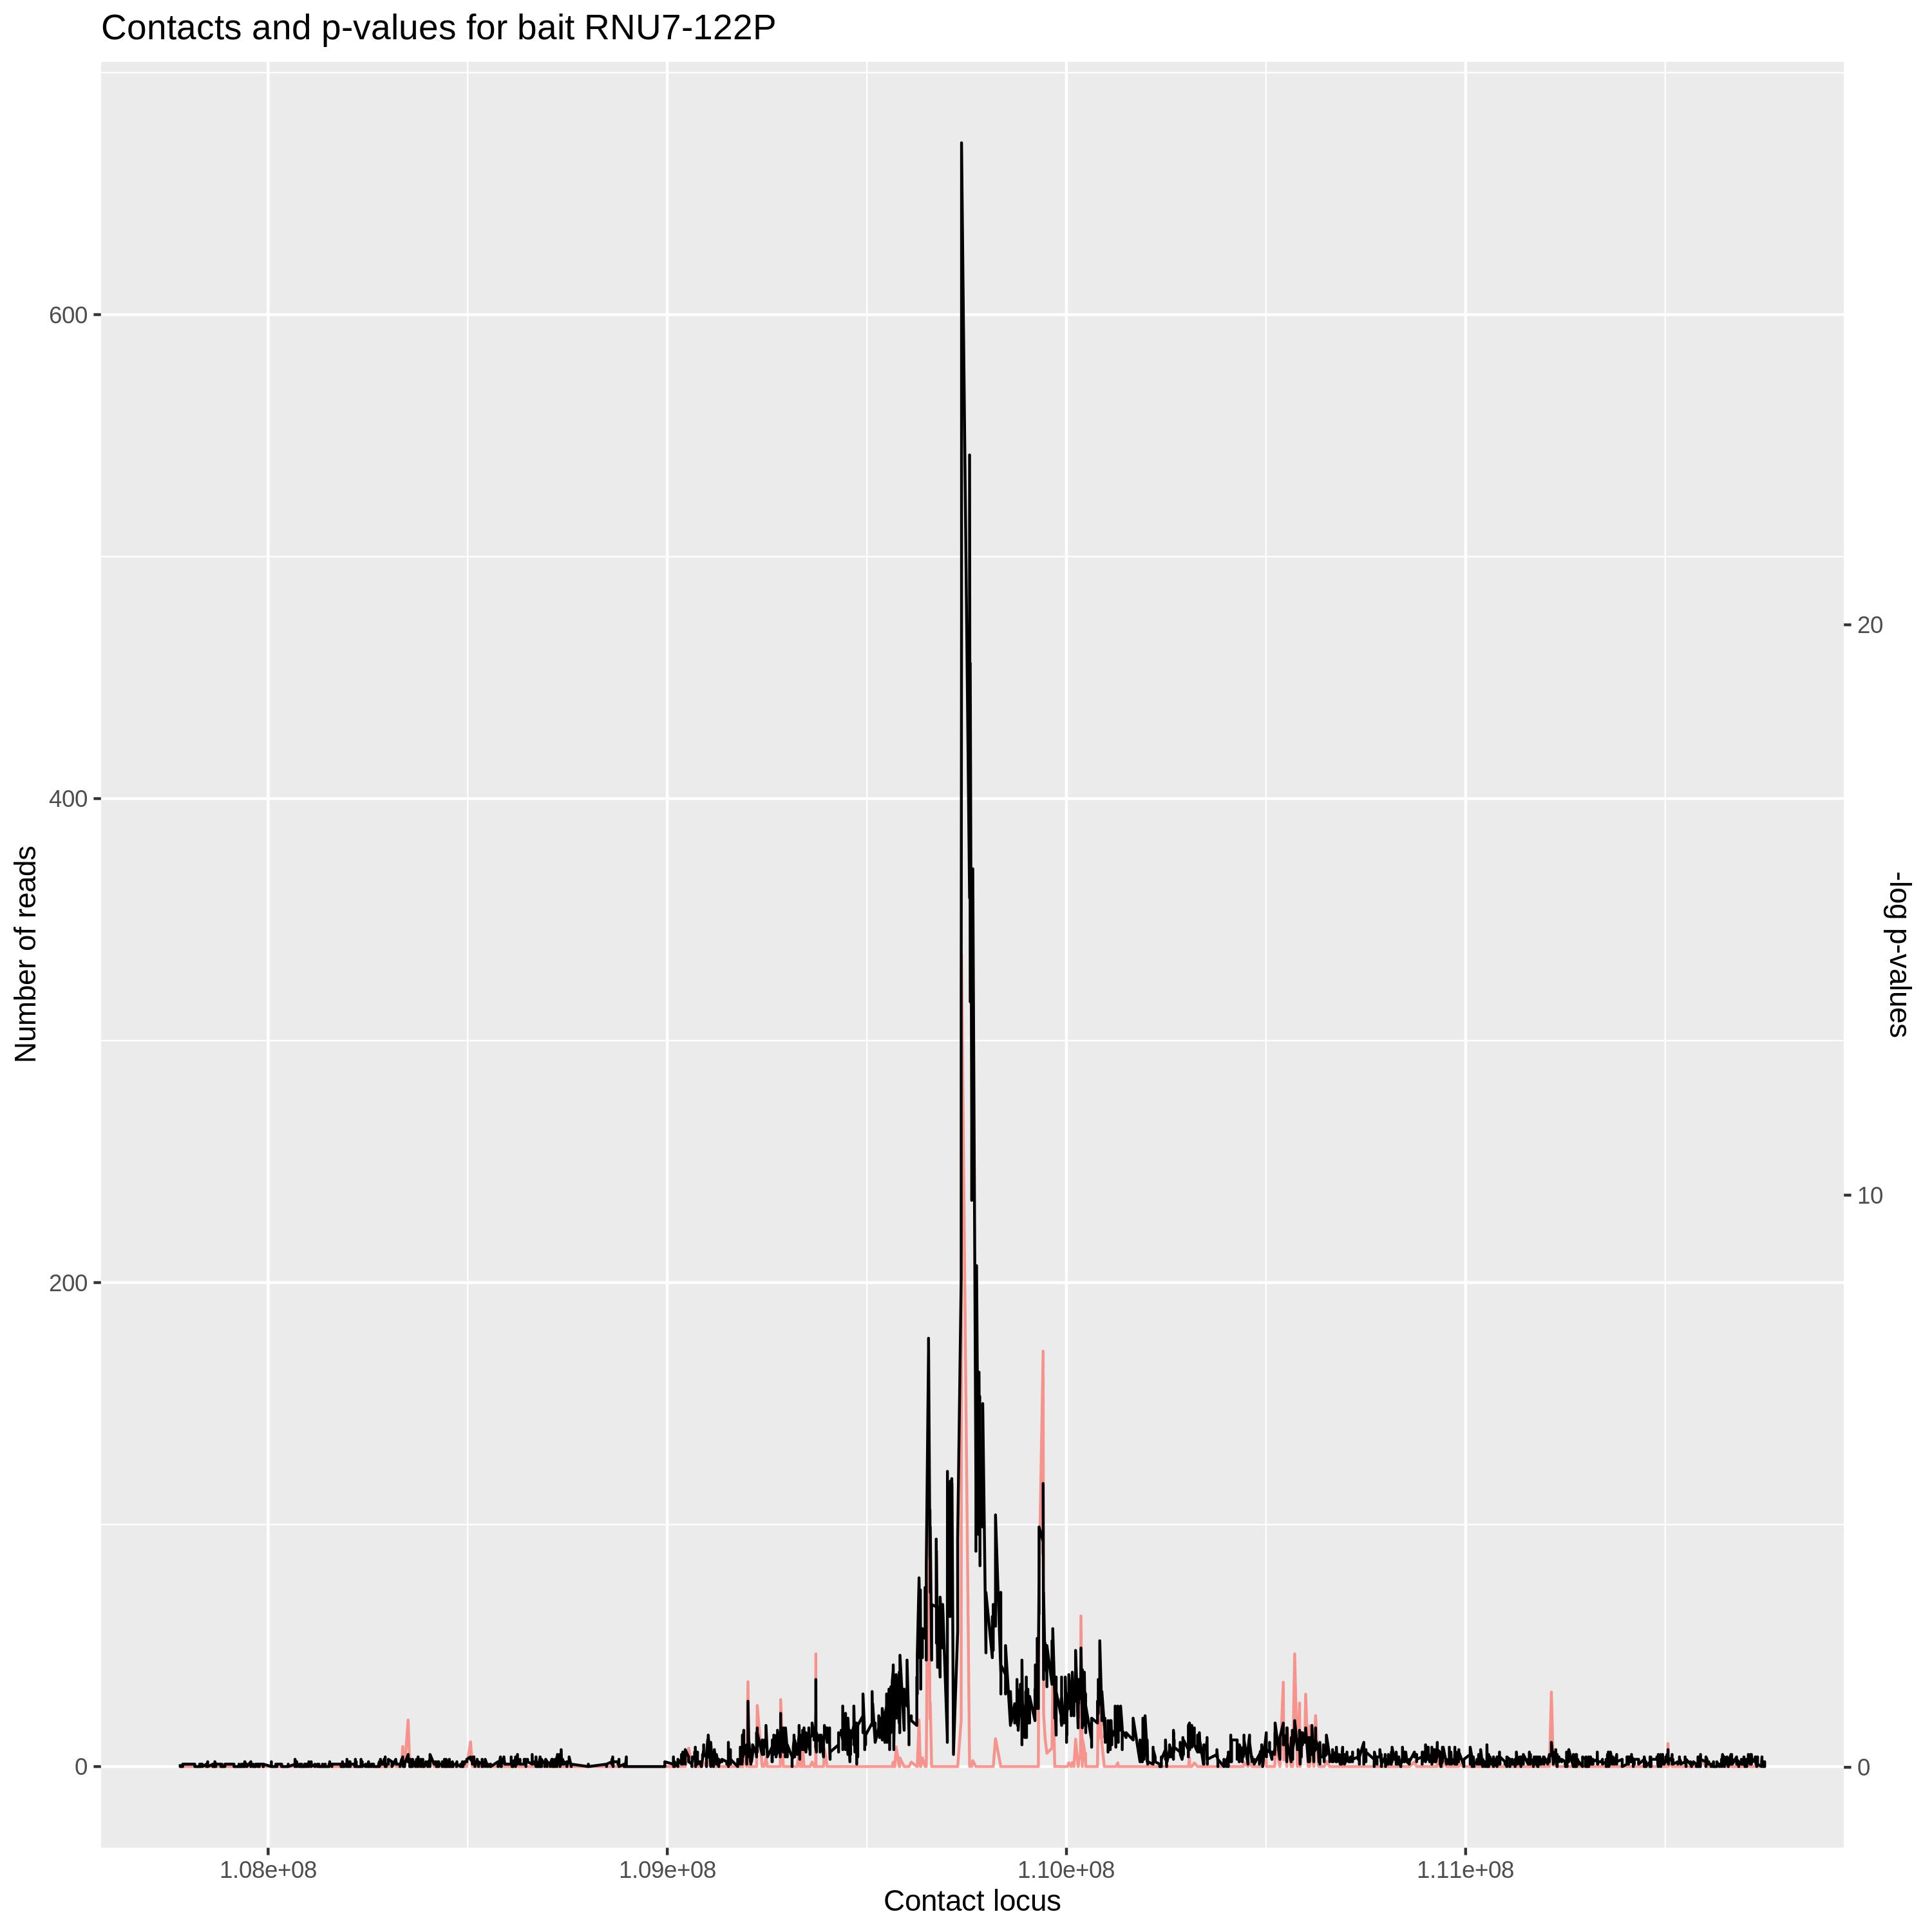 Contacts and p-values for bait RNU7-122P
600
400
200
0
Number of reads
20
10
0
-log p-values
1.08e+08 1.09e+08 1.10e+08 1.11e+08
Contact locus